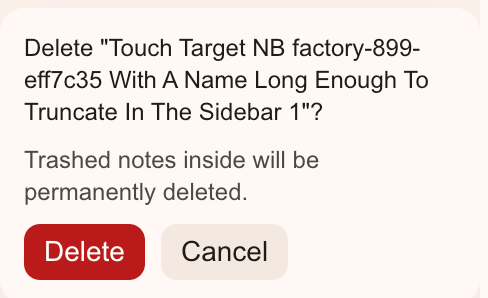 Delete "Touch Target NB factory-899-
eff7c35 With A Name Long Enough To
Truncate In The Sidebar 1"?
Trashed notes inside will be
permanently deleted.
Delete Cancel